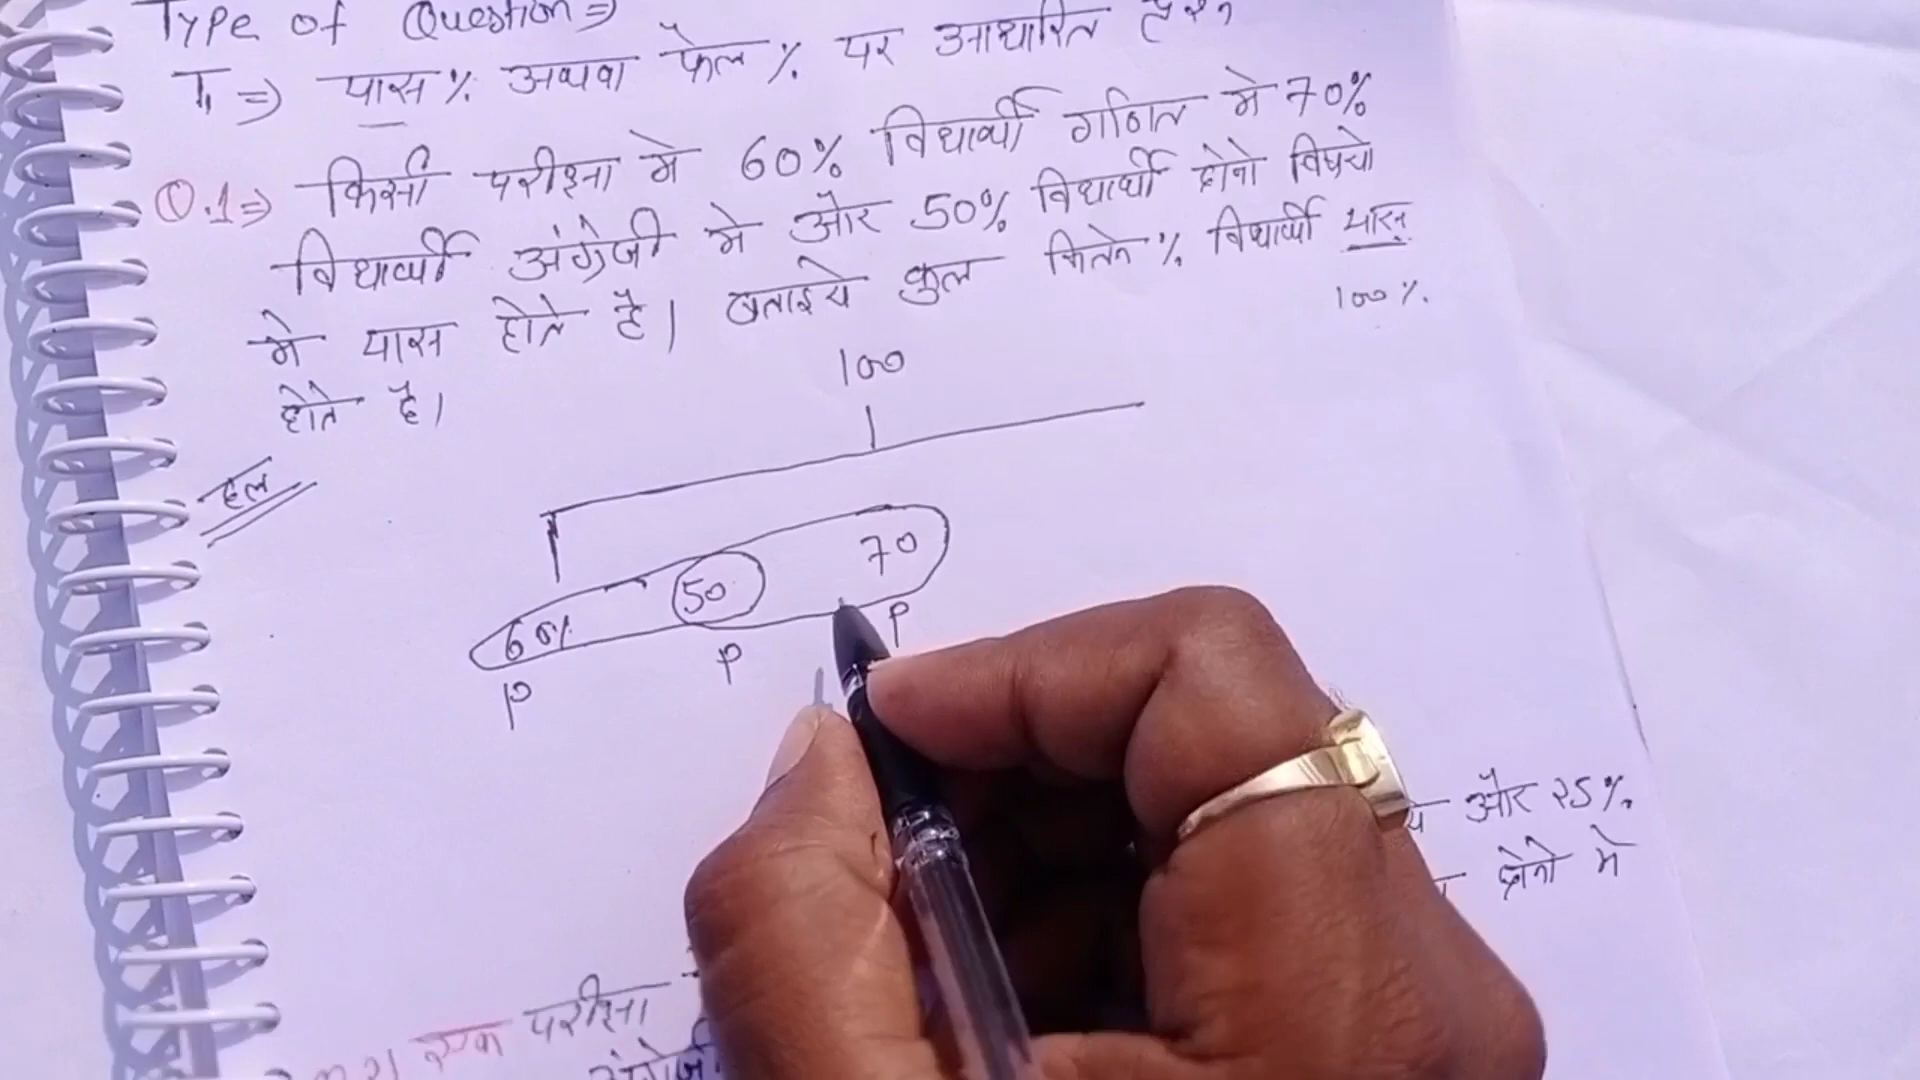 Type of Question ⇒
T₁ ⇒ पास % अथवा फेल % पर आधारित
Q.1⇒ किसी परीक्षा मे 60% विधार्थी गणित मे 70%
विधार्थी अंग्रेजी मे और 50% विधार्थी दोनो विषयो
मे पास होते है। बताइये कुल कितने % विधार्थी पास
होते है।
100%.
हल
100
60% 50 70
P P P
और 25%.
दोनो मे
एक परीक्षा